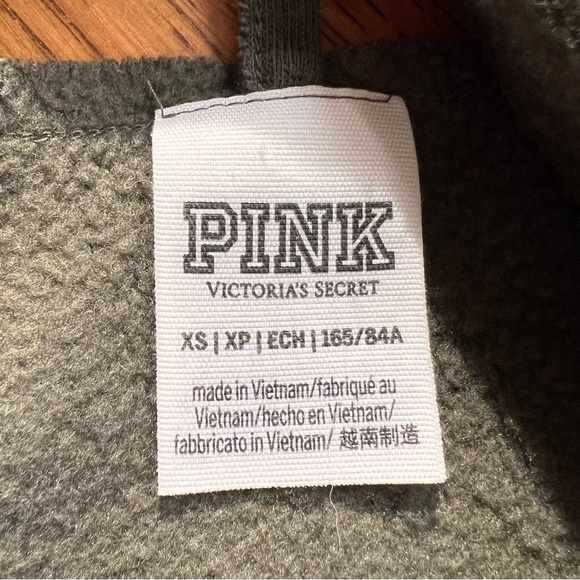 PINK
VICTORIA'S SECRET
XS | XP | ECH | 165/84A
made in Vietnam/fabriqué au
Vietnam/hecho en Vietnam/
fabbricato in Vietnam/ 越南制造